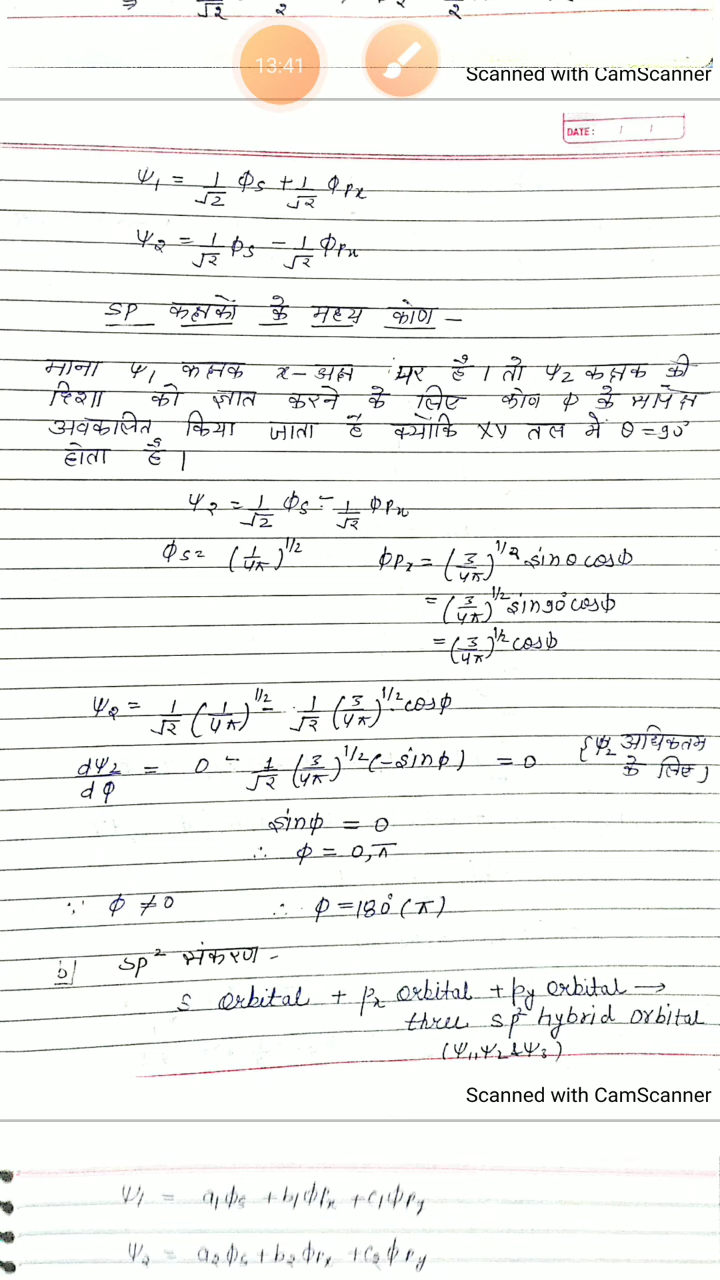 ⇒ √2 2 2
13:41
Scanned with CamScanner
DATE: / /
Ψ₁ = 1/√2 ΦS + 1/√2 ΦPx
Ψ₂ = 1/√2 ΦS − 1/√2 ΦPx
SP कक्षकों के मध्य कोण –
माना Ψ₁ कक्षक x-अक्ष पर है। तो Ψ₂ कक्षक की
दिशा को ज्ञात करने के लिए कोण Φ के सापेक्ष
अवकलित किया जाता है क्योंकि XY तल में θ = 90°
होता है।
Ψ₂ = 1/√2 ΦS − 1/√2 ΦPx
ΦS = (1/4π)^1/2 ΦPx = (3/4π)^1/2 sinθ cosΦ
= (3/4π)^1/2 sin90° cosΦ
= (3/4π)^1/2 cosΦ
Ψ₂ = 1/√2 (1/4π)^1/2 − 1/√2 (3/4π)^1/2 cosΦ
dΨ₂/dΦ = 0 − 1/√2 (3/4π)^1/2 (−sinΦ) = 0 {Ψ₂ अधिकतम
के लिए}
sinΦ = 0
∴ Φ = 0, π
∵ Φ ≠ 0 ∴ Φ = 180° (π)
b) SP² संकरण -
s orbital + px orbital + py orbital →
three sp² hybrid orbital
(Ψ₁, Ψ₂ & Ψ₃)
Scanned with CamScanner
Ψ₁ = a₁ΦS + b₁ΦPx + c₁ΦPy
Ψ₂ = a₂ΦS + b₂ΦPx + c₂ΦPy